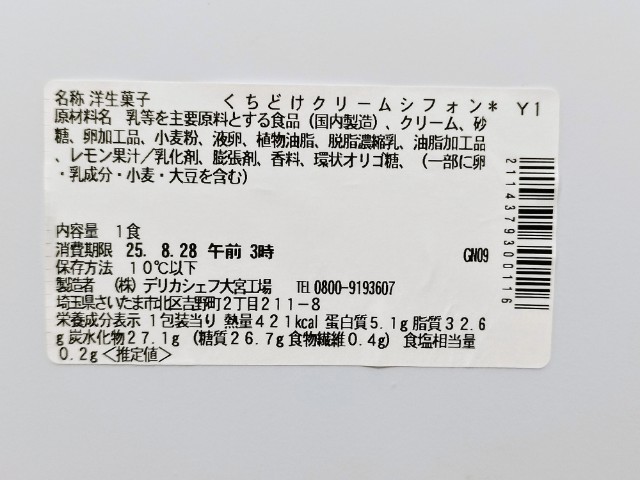 名称 洋生菓子 くちどけクリームシフォン* Y1
原材料名 乳等を主要原料とする食品(国内製造)、クリーム、砂
糖、卵加工品、小麦粉、液卵、植物油脂、脱脂濃縮乳、油脂加工品
、レモン果汁/乳化剤、膨張剤、香料、環状オリゴ糖、(一部に卵
・乳成分・小麦・大豆を含む)
内容量 1食
消費期限 25. 8.28 午前 3時
GN09
保存方法 10℃以下
製造者 (株)デリカシェフ大宮工場 TEL 0800-9193607
埼玉県さいたま市北区吉野町2丁目211-8
栄養成分表示 1包装当り 熱量421kcal 蛋白質5.1g 脂質32.6
g 炭水化物27.1g (糖質26.7g 食物繊維0.4g) 食塩相当量
0.2g<推定値>
2114379300116